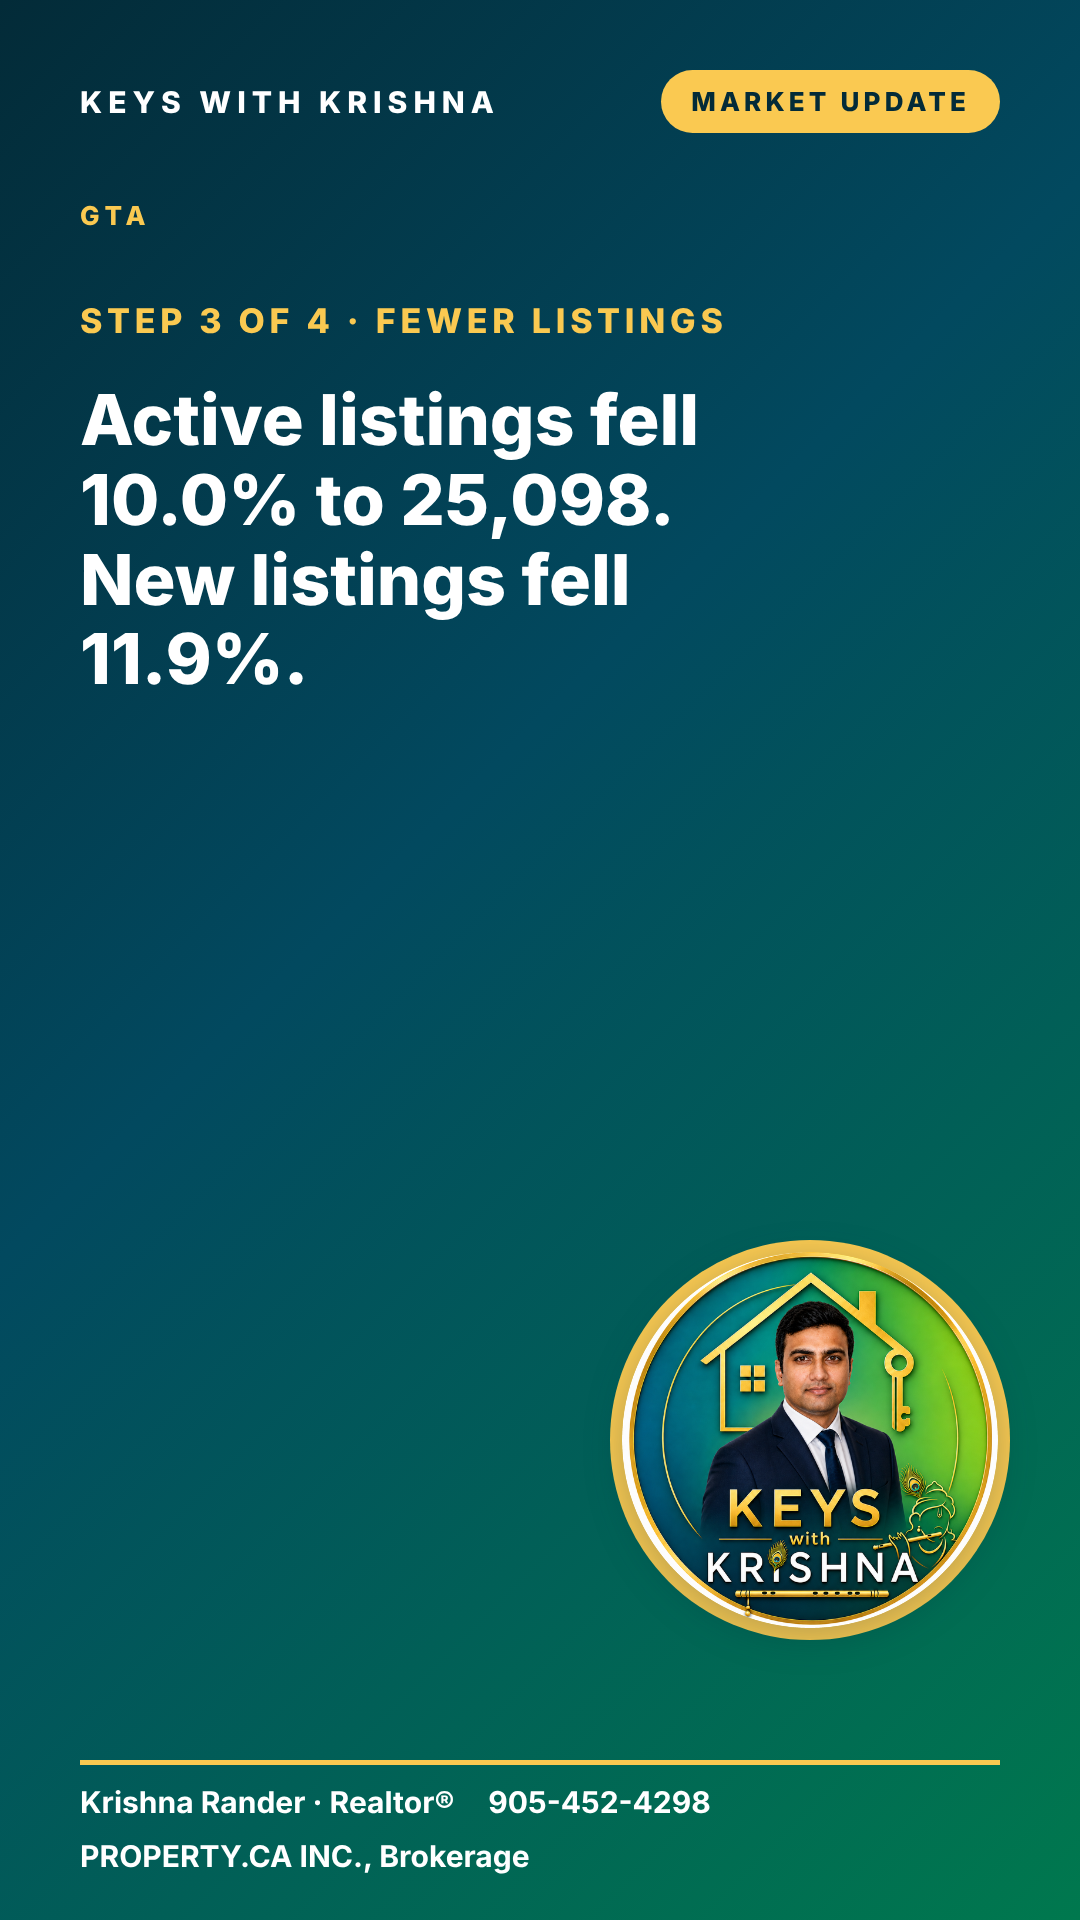 KEYS WITH KRISHNA
MARKET UPDATE
GTA
STEP 3 OF 4 · FEWER LISTINGS
Active listings fell
10.0% to 25,098.
New listings fell
11.9%.
KEYS
with
KRISHNA
Krishna Rander · Realtor® 905-452-4298
PROPERTY.CA INC., Brokerage